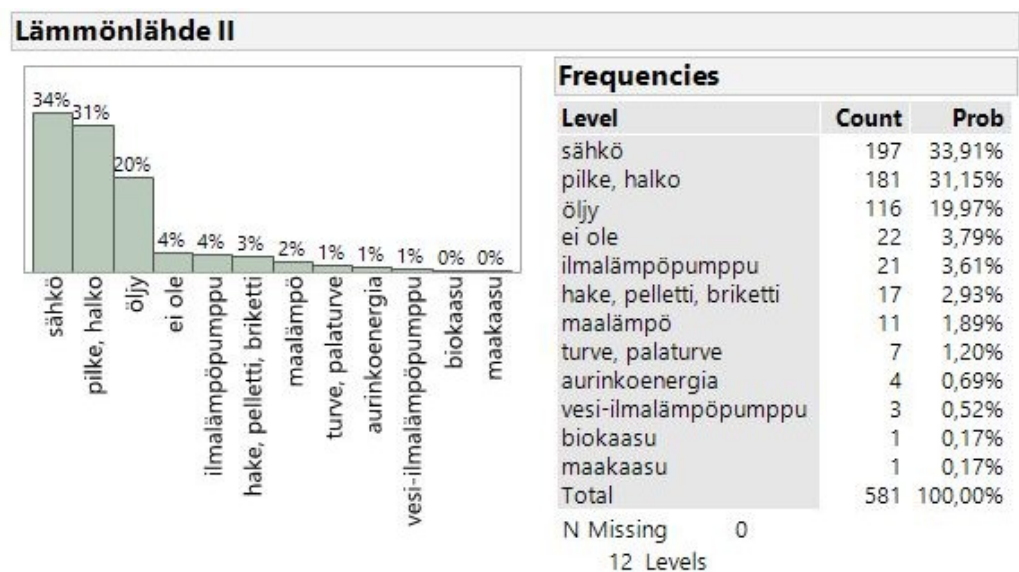 Lämmönlähde II
34%
31%
20%
4%
4%
3%
2%
1%
1%
1%
0%
0%
sähkö
pilke, halko
öljy
ei ole
ilmalämpöpumppu
hake, pelletti, briketti
maalämpö
turve, palaturve
aurinkoenergia
vesi-ilmalämpöpumppu
biokaasu
maakaasu
Frequencies
Level Count Prob
sähkö 197 33,91%
pilke, halko 181 31,15%
öljy 116 19,97%
ei ole 22 3,79%
ilmalämpöpumppu 21 3,61%
hake, pelletti, briketti 17 2,93%
maalämpö 11 1,89%
turve, palaturve 7 1,20%
aurinkoenergia 4 0,69%
vesi-ilmalämpöpumppu 3 0,52%
biokaasu 1 0,17%
maakaasu 1 0,17%
Total 581 100,00%
N Missing 0
12 Levels